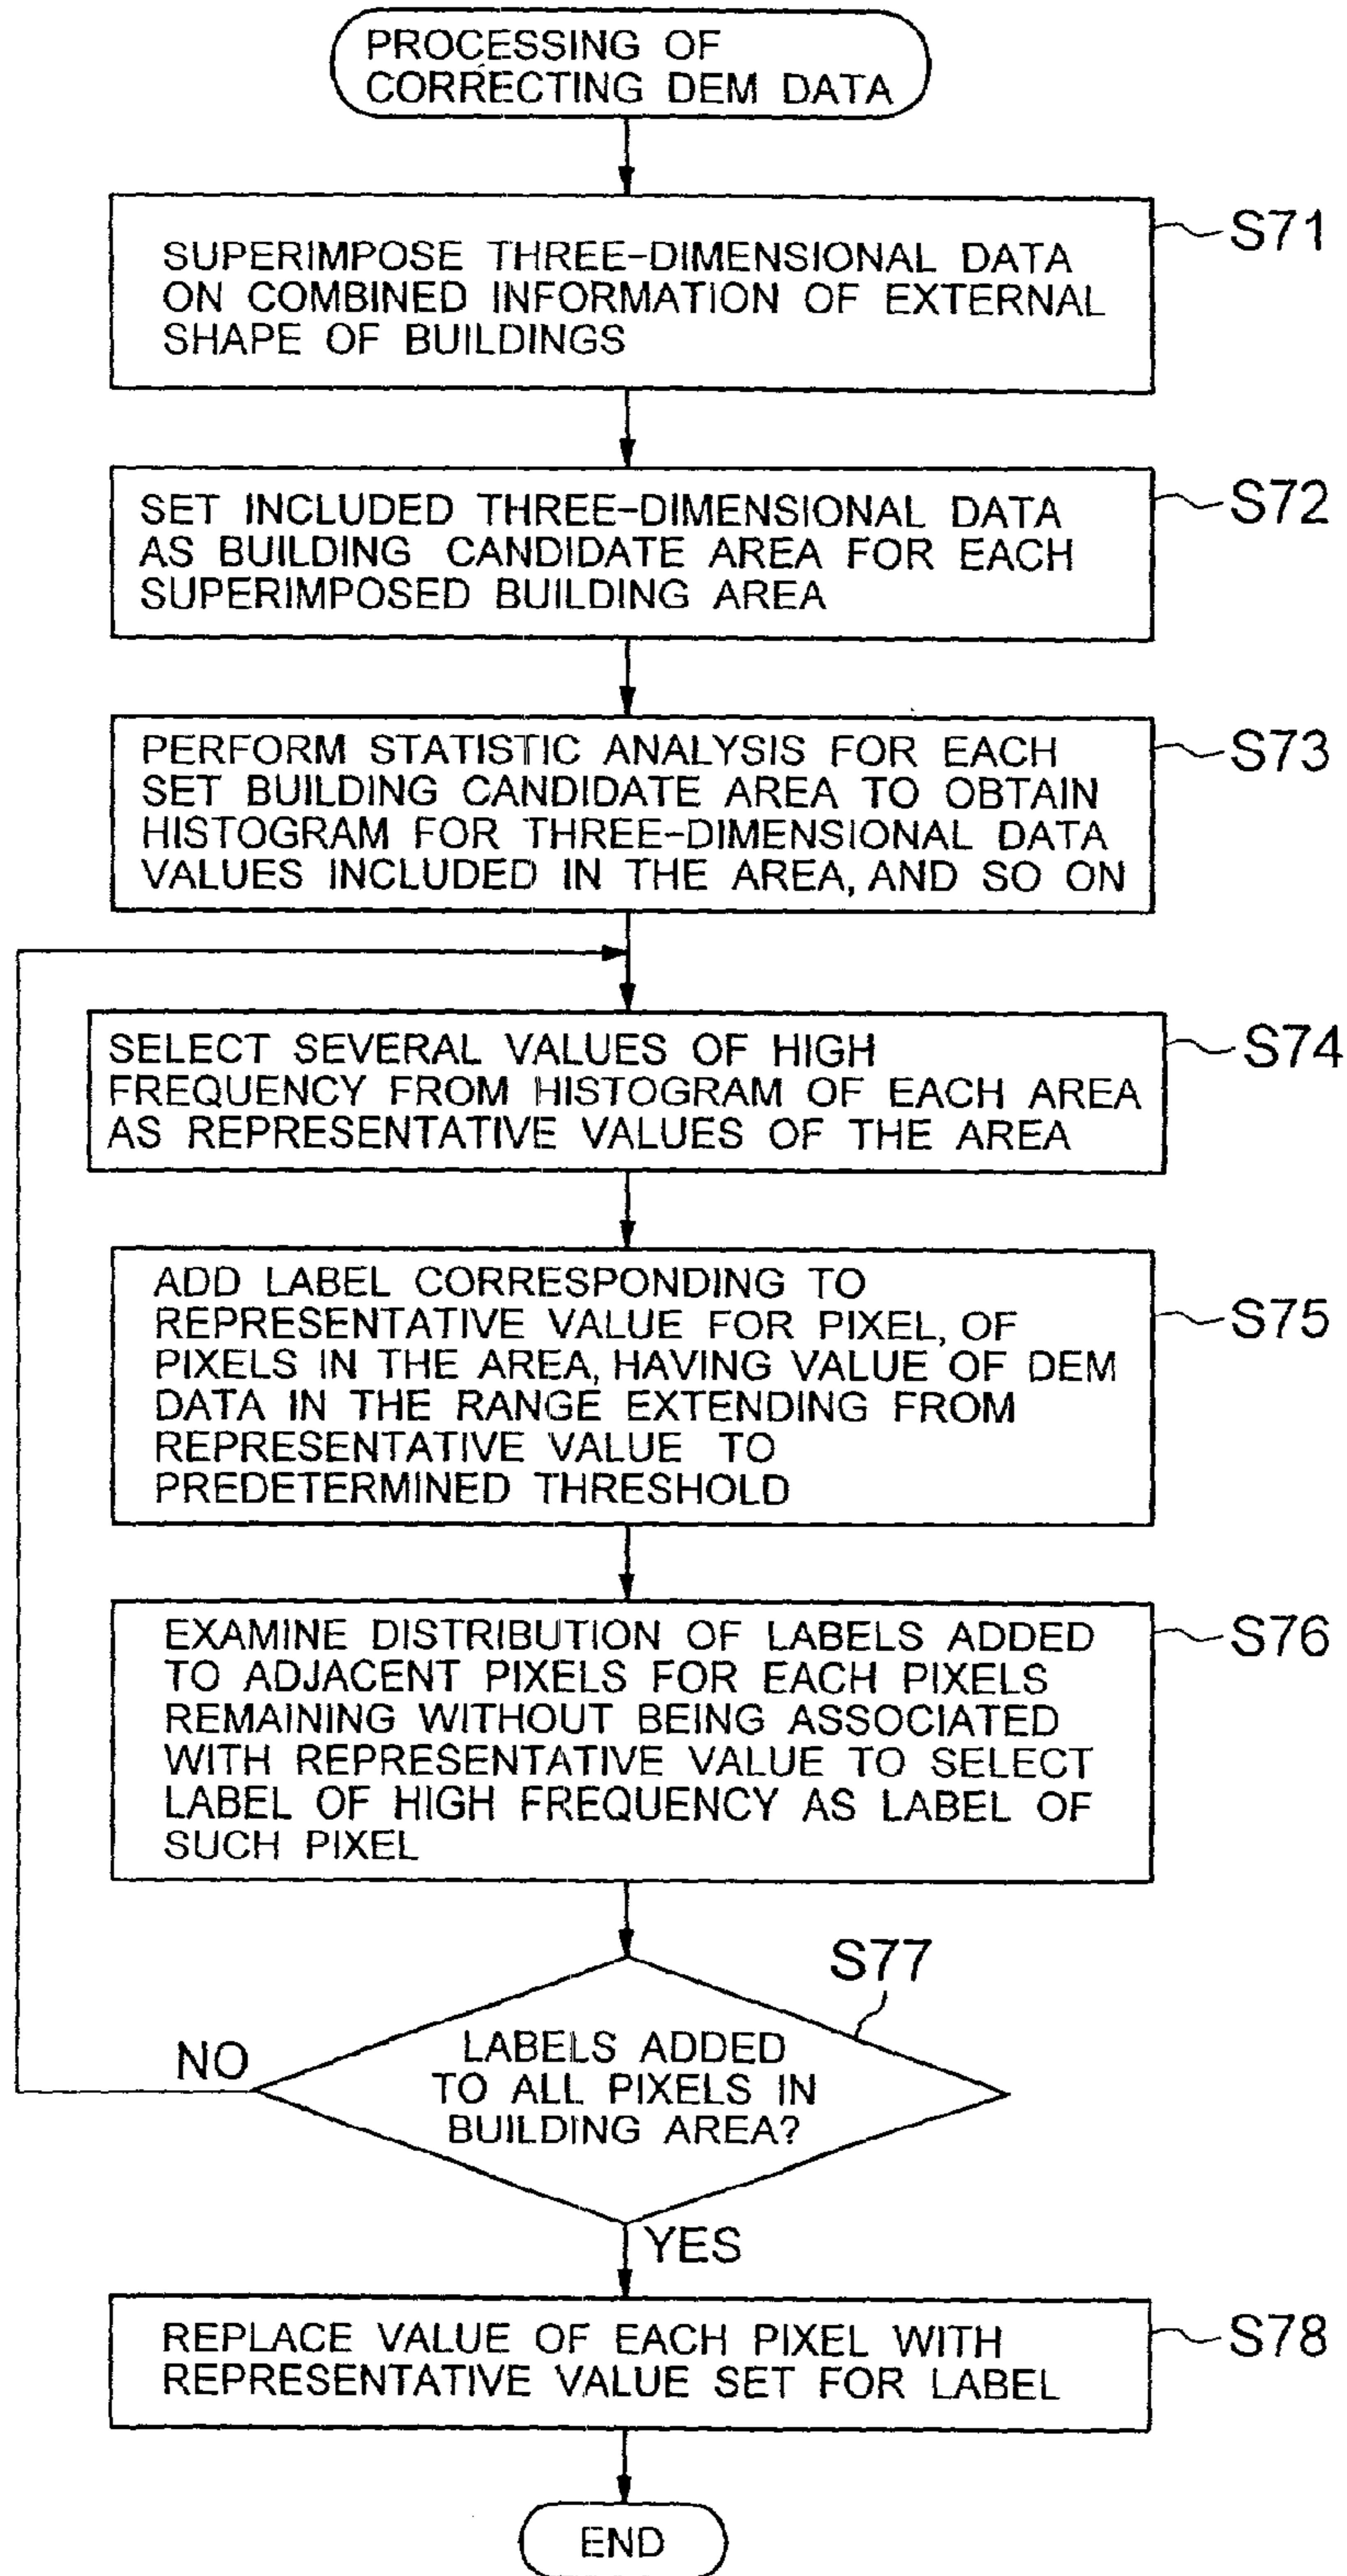 PROCESSING OF
CORRECTING DEM DATA
S71
SUPERIMPOSE THREE-DIMENSIONAL DATA
ON COMBINED INFORMATION OF EXTERNAL
SHAPE OF BUILDINGS
S72
SET INCLUDED THREE-DIMENSIONAL DATA
AS BUILDING CANDIDATE AREA FOR EACH
SUPERIMPOSED BUILDING AREA
S73
PERFORM STATISTIC ANALYSIS FOR EACH
SET BUILDING CANDIDATE AREA TO OBTAIN
HISTOGRAM FOR THREE-DIMENSIONAL DATA
VALUES INCLUDED IN THE AREA, AND SO ON
S74
SELECT SEVERAL VALUES OF HIGH
FREQUENCY FROM HISTOGRAM OF EACH AREA
AS REPRESENTATIVE VALUES OF THE AREA
S75
ADD LABEL CORRESPONDING TO
REPRESENTATIVE VALUE FOR PIXEL, OF
PIXELS IN THE AREA, HAVING VALUE OF DEM
DATA IN THE RANGE EXTENDING FROM
REPRESENTATIVE VALUE TO
PREDETERMINED THRESHOLD
S76
EXAMINE DISTRIBUTION OF LABELS ADDED
TO ADJACENT PIXELS FOR EACH PIXELS
REMAINING WITHOUT BEING ASSOCIATED
WITH REPRESENTATIVE VALUE TO SELECT
LABEL OF HIGH FREQUENCY AS LABEL OF
SUCH PIXEL
S77
NO
LABELS ADDED
TO ALL PIXELS IN
BUILDING AREA?
YES
S78
REPLACE VALUE OF EACH PIXEL WITH
REPRESENTATIVE VALUE SET FOR LABEL
END